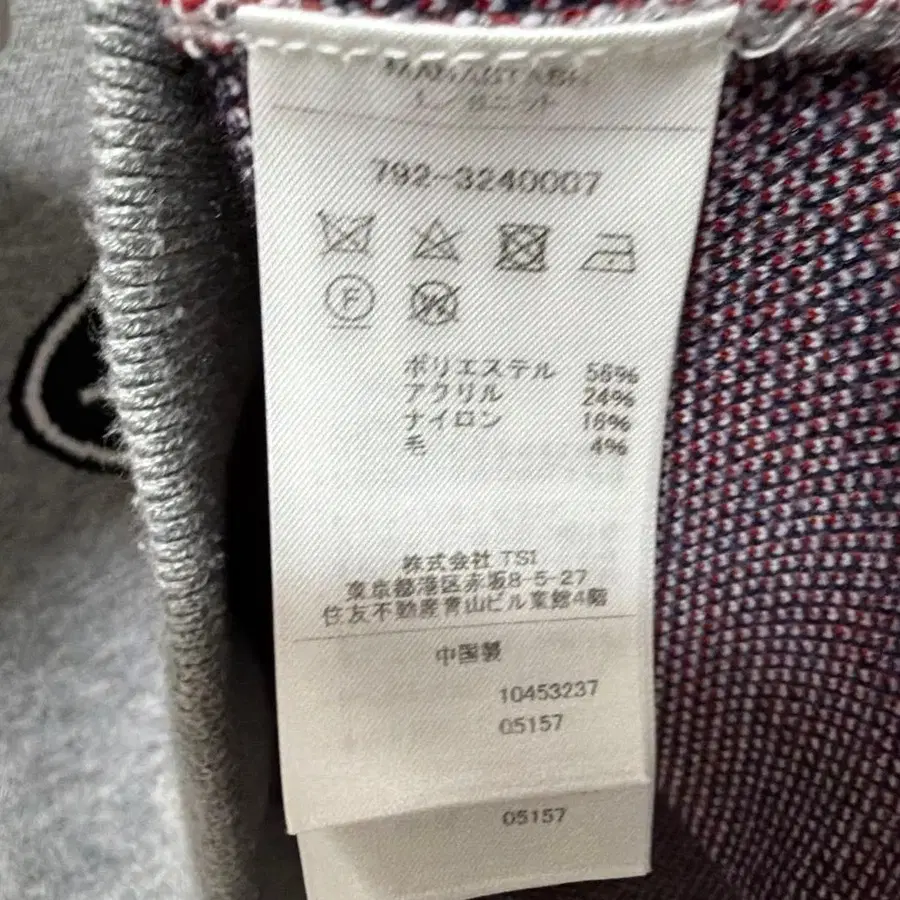 792-3240007
F
ポリエステル 56%
アクリル 24%
ナイロン 16%
毛 4%
株式会社 TSI
東京都港区赤坂8-5-27
住友不動産青山ビル東館4階
中国製
10453237
05157
05157